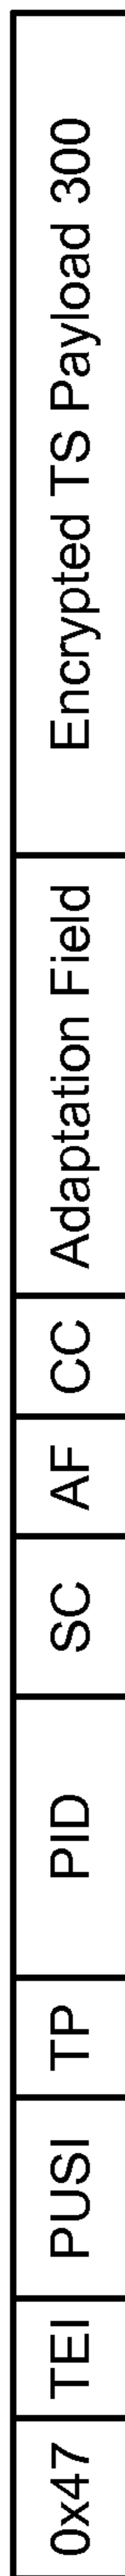 0x47
TEI
PUSI
TP
PID
SC
AF
CC
Adaptation Field
Encrypted TS Payload 300